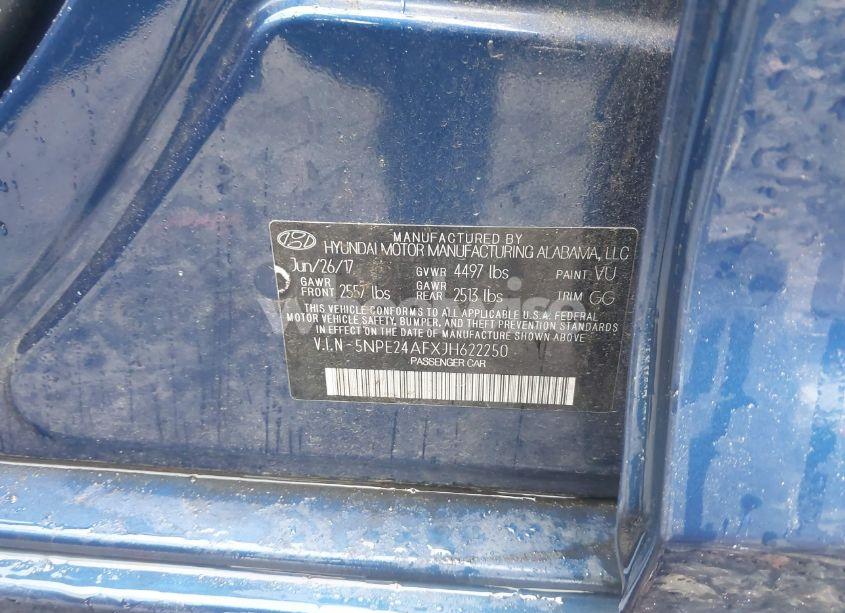 MANUFACTURED BY
HYUNDAI MOTOR MANUFACTURING ALABAMA, LLC
Jun/26/17 GVWR 4497 lbs PAINT VU
GAWR FRONT 2557 lbs GAWR REAR 2513 lbs TRIM GG
THIS VEHICLE CONFORMS TO ALL APPLICABLE U.S.A. FEDERAL
MOTOR VEHICLE SAFETY, BUMPER, AND THEFT PREVENTION STANDARDS
IN EFFECT ON THE DATE OF MANUFACTURE SHOWN ABOVE
V.I.N-5NPE24AFXJH622250
PASSENGER CAR